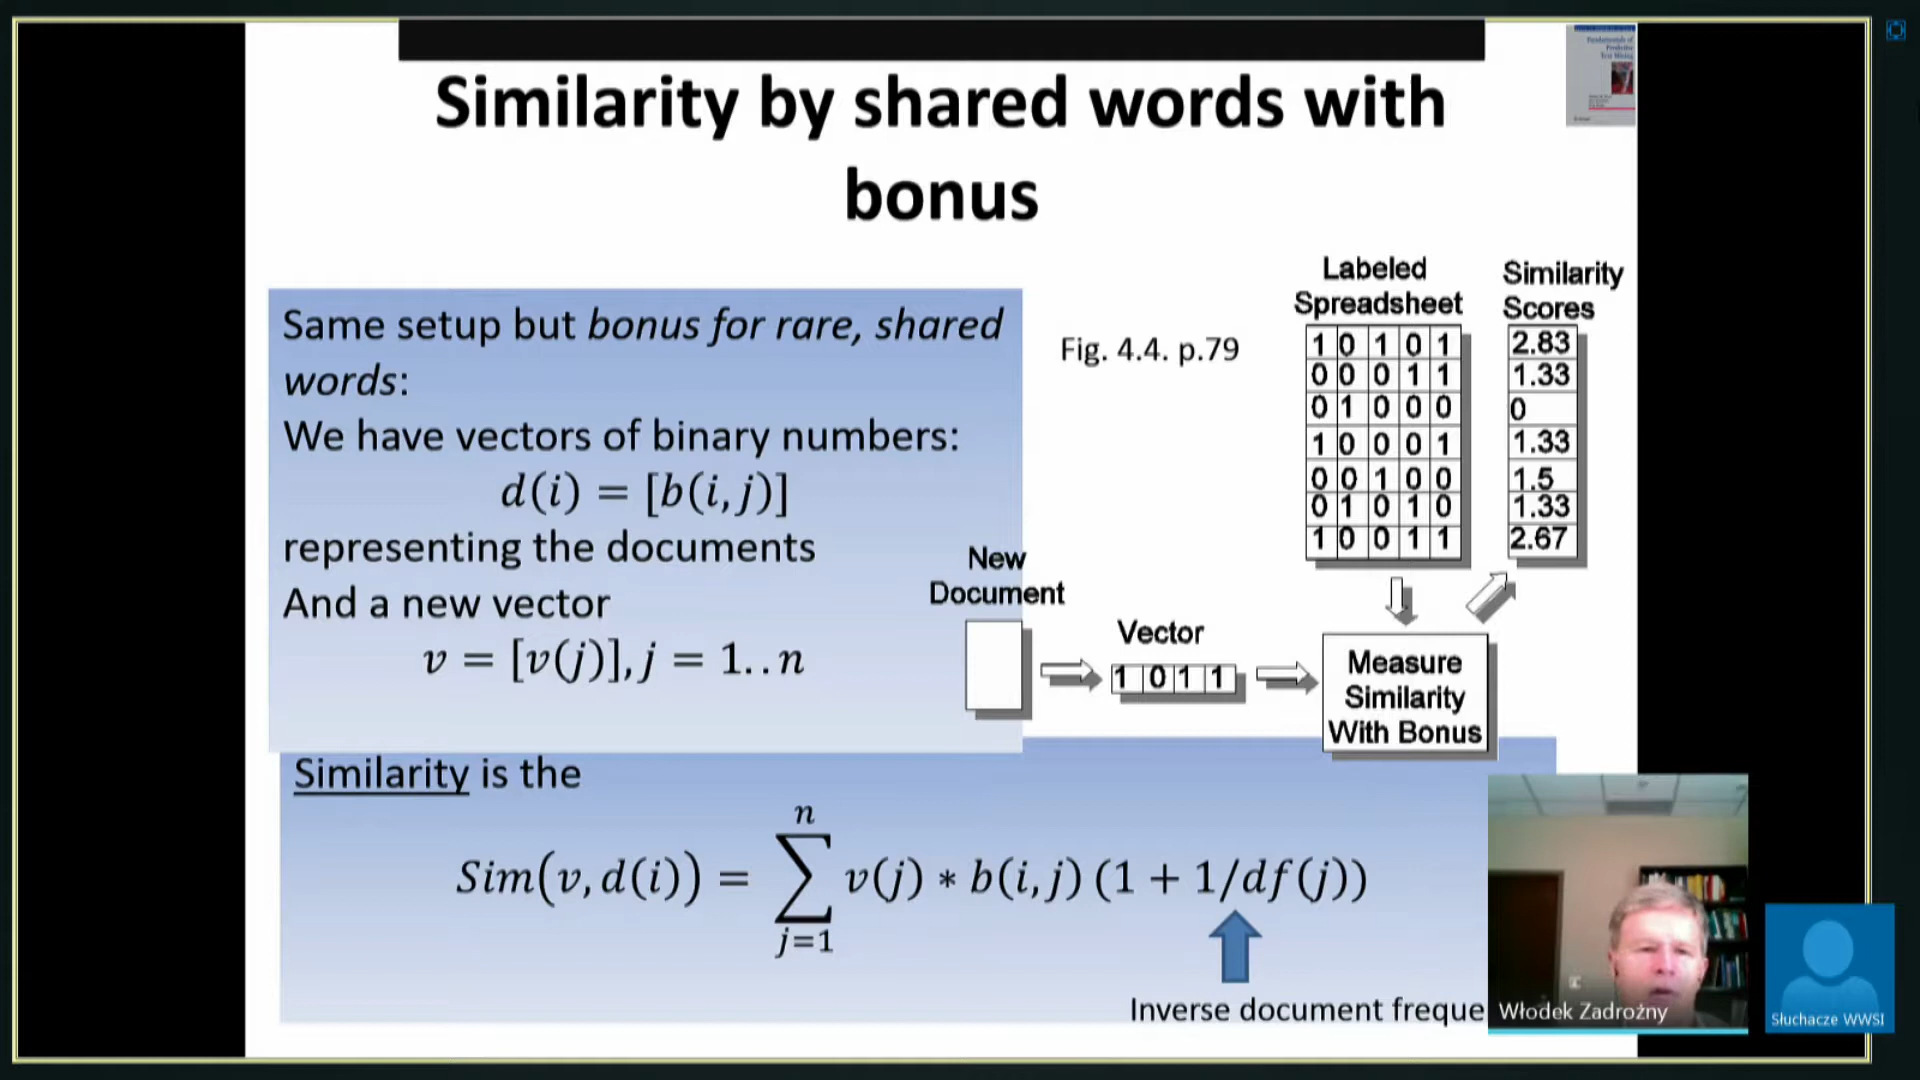 Similarity by shared words with
bonus
Fundamentals of
Predictive
Text Mining
Same setup but bonus for rare, shared
words:
We have vectors of binary numbers:
d(i) = [b(i,j)]
representing the documents
And a new vector
v = [v(j)], j = 1..n
Fig. 4.4. p.79
Labeled
Spreadsheet
1 0 1 0 1
0 0 0 1 1
0 1 0 0 0
1 0 0 0 1
0 0 1 0 0
0 1 0 1 0
1 0 0 1 1
Similarity
Scores
2.83
1.33
0
1.33
1.5
1.33
2.67
New
Document
Vector
1 0 1 1
Measure
Similarity
With Bonus
Similarity is the
Sim(v, d(i)) = ∑ n j=1 v(j) * b(i,j) (1 + 1/df(j))
Inverse document freque
Włodek Zadrożny
Słuchacze WWSI